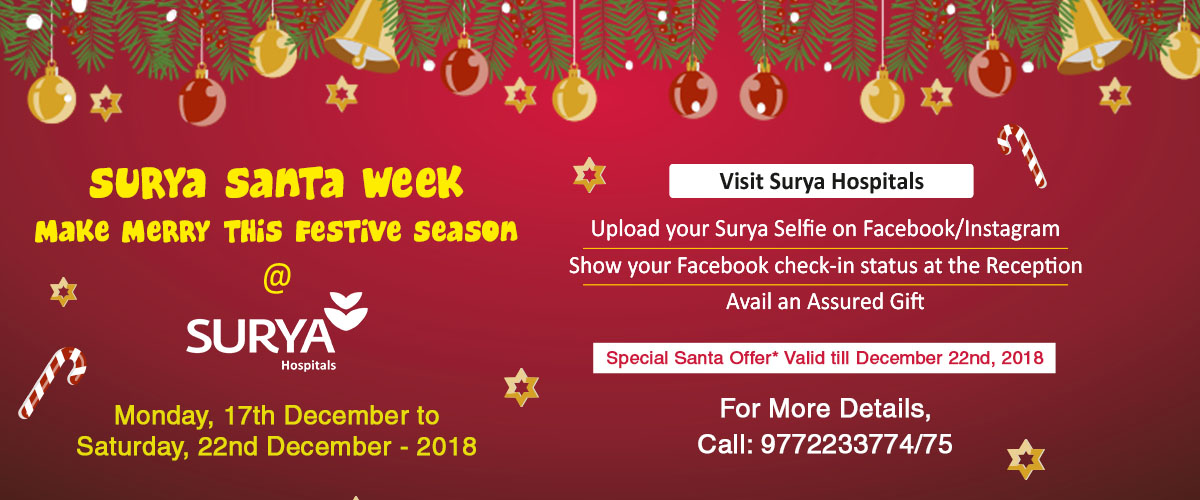 SURYA SANTA WEEK
MAKE MERRY THIS FESTIVE SEASON
@
SURYA
Hospitals
Monday, 17th December to
Saturday, 22nd December - 2018
Visit Surya Hospitals
Upload your Surya Selfie on Facebook/Instagram
Show your Facebook check-in status at the Reception
Avail an Assured Gift
Special Santa Offer* Valid till December 22nd, 2018
For More Details,
Call: 9772233774/75